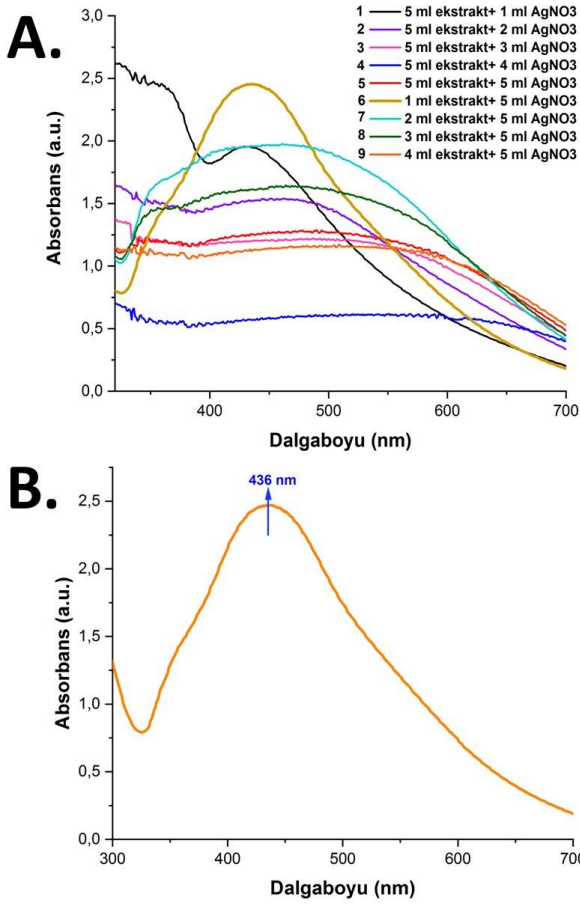 A.
1 5 ml ekstrakt+ 1 ml AgNO3
2 5 ml ekstrakt+ 2 ml AgNO3
3 5 ml ekstrakt+ 3 ml AgNO3
4 5 ml ekstrakt+ 4 ml AgNO3
5 5 ml ekstrakt+ 5 ml AgNO3
6 1 ml ekstrakt+ 5 ml AgNO3
7 2 ml ekstrakt+ 5 ml AgNO3
8 3 ml ekstrakt+ 5 ml AgNO3
9 4 ml ekstrakt+ 5 ml AgNO3
3,0
2,5
2,0
1,5
1,0
0,5
0,0
Absorbans (a.u.)
400 500 600 700
Dalgaboyu (nm)
B.
436 nm
2,5
2,0
1,5
1,0
0,5
0,0
Absorbans (a.u.)
300 400 500 600 700
Dalgaboyu (nm)